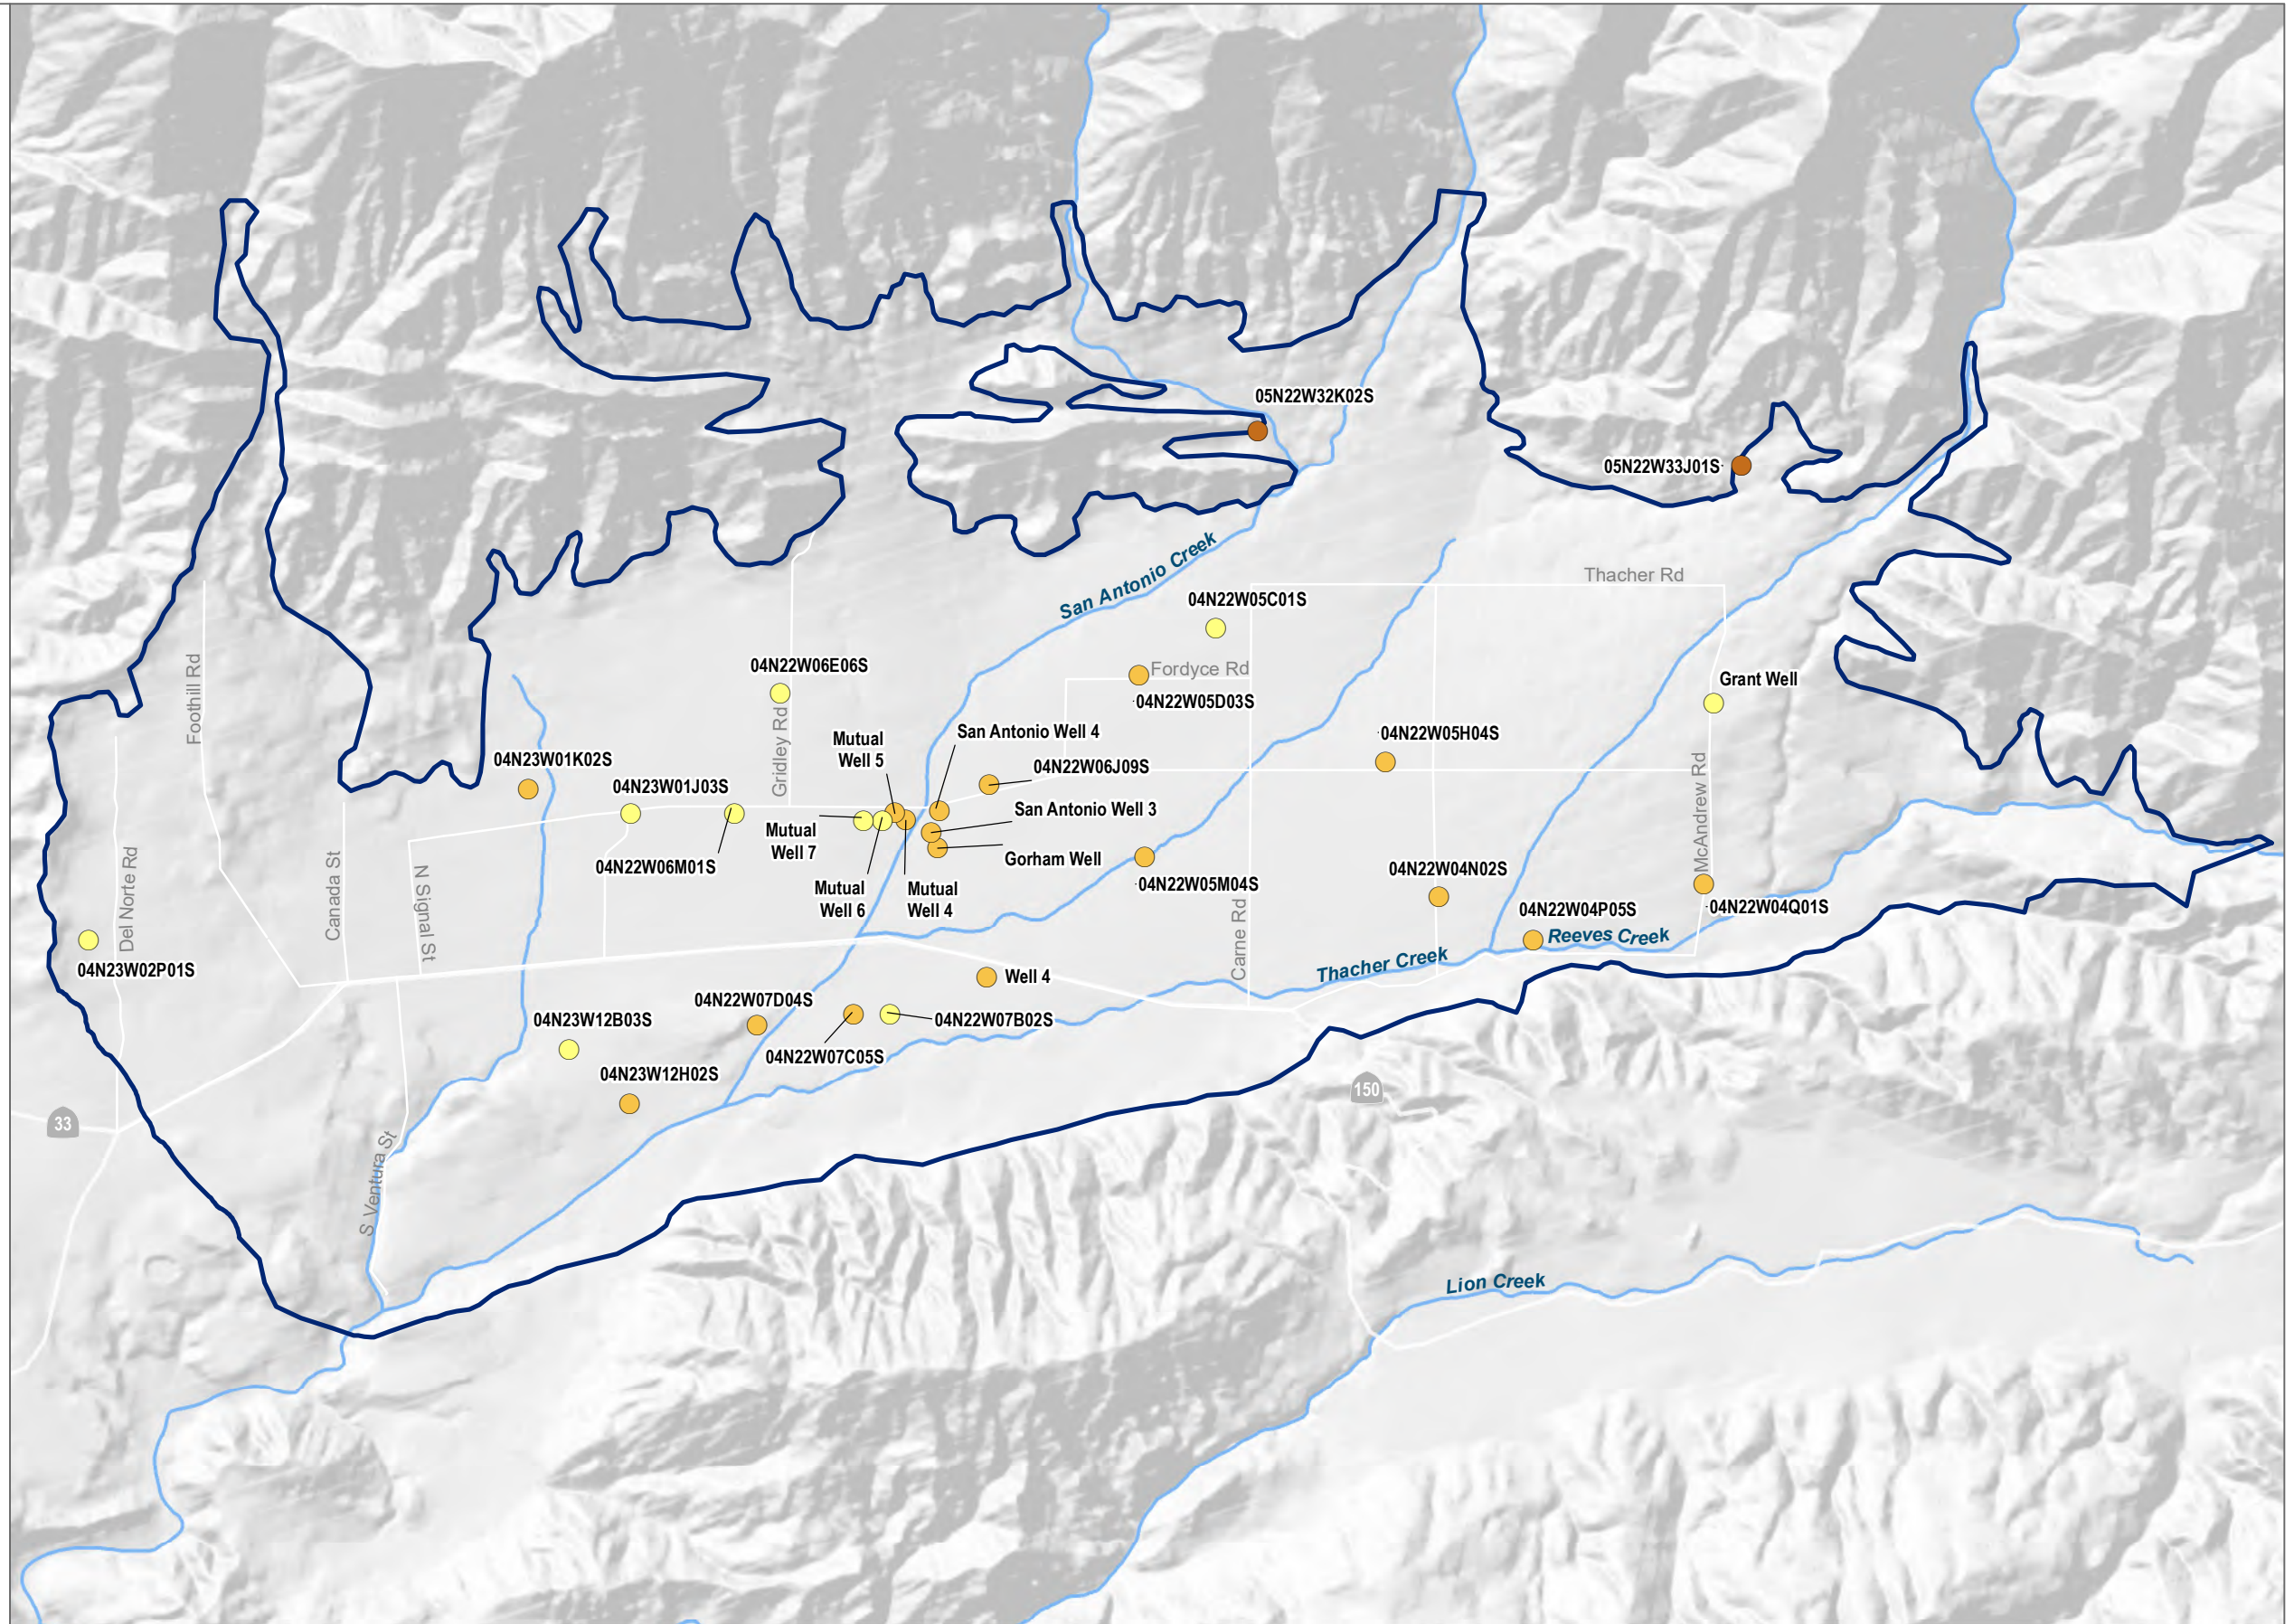 05N22W32K02S
05N22W33J01S
San Antonio Creek
Thacher Rd
04N22W05C01S
Foothill Rd
04N22W06E06S
Fordyce Rd
04N22W05D03S
Grant Well
Gridley Rd
San Antonio Well 4
Mutual
Well 5
04N22W05H04S
04N23W01K02S
04N22W06J09S
04N23W01J03S
McAndrew Rd
San Antonio Well 3
Mutual
Well 7
Gorham Well
04N22W06M01S
04N22W04N02S
04N22W05M04S
Mutual
Well 6
Mutual
Well 4
Del Norte Rd
Canada St
N Signal St
Carne Rd
04N22W04P05S
04N22W04Q01S
Reeves Creek
04N23W02P01S
Thacher Creek
Well 4
04N22W07D04S
04N23W12B03S
04N22W07B02S
04N22W07C05S
04N23W12H02S
150
33
S Ventura St
Lion Creek